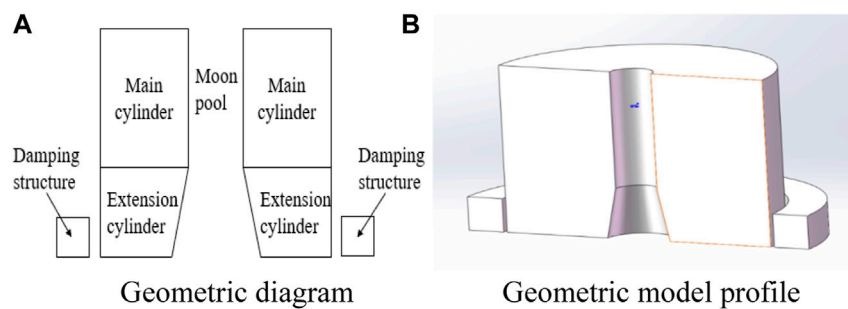 A
B
Main
cylinder
Moon
pool
Main
cylinder
Damping
structure
Extension
cylinder
Extension
cylinder
Damping
structure
Geometric diagram
Geometric model profile